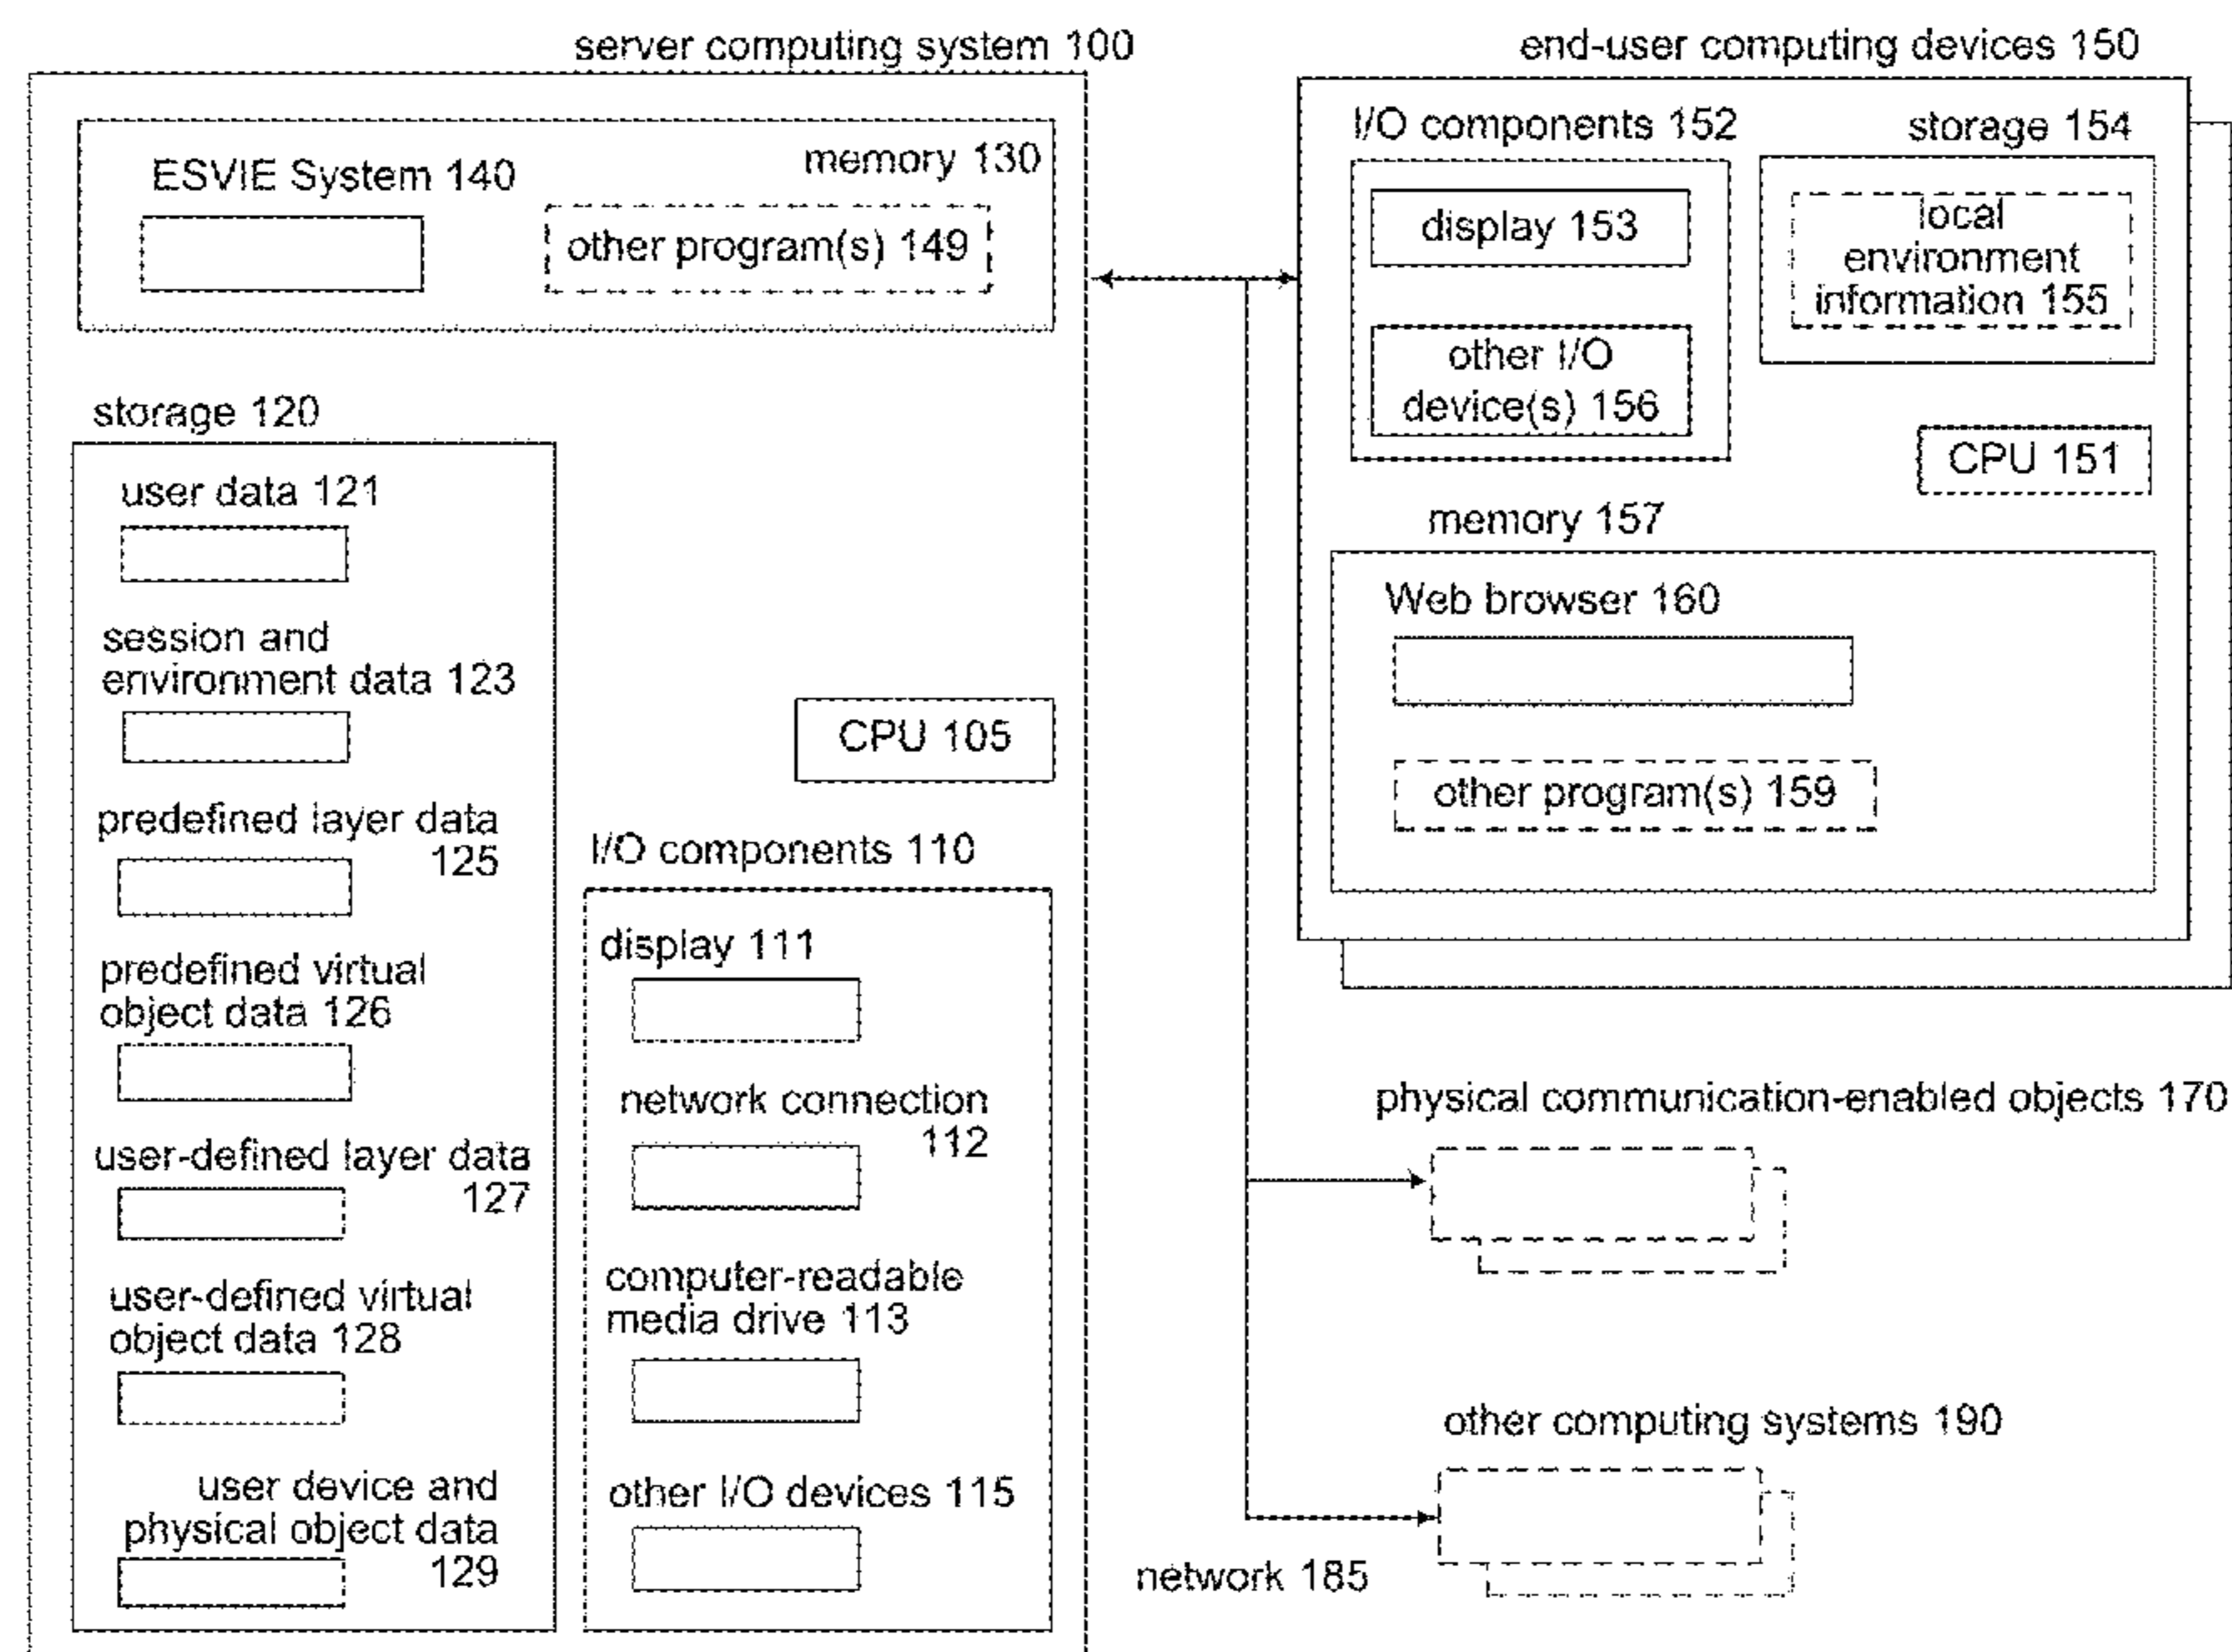 server computing system 100
memory 130
ESVIE System 140
other program(s) 149
storage 120
user data 121
session and
environment data 123
predefined layer data
125
predefined virtual
object data 126
user-defined layer data
127
user-defined virtual
object data 128
user device and
physical object data
129
CPU 105
I/O components 110
display 111
network connection
112
computer-readable
media drive 113
other I/O devices 115
end-user computing devices 150
I/O components 152
display 153
other I/O
device(s) 156
storage 154
local
environment
information 155
CPU 151
memory 157
Web browser 160
other program(s) 159
physical communication-enabled objects 170
other computing systems 190
network 185